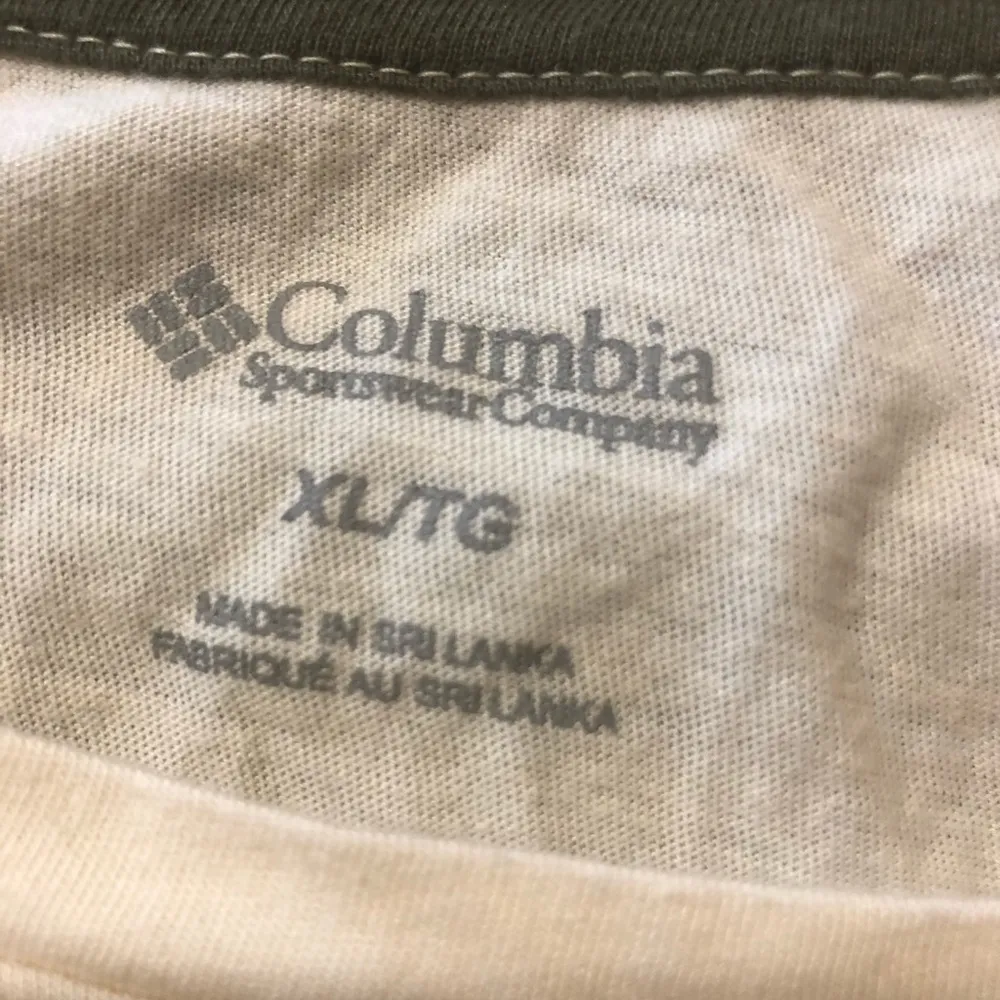 Columbia
Sportswear Company
XL/TG
MADE IN SRI LANKA
FABRIQUÉ AU SRI LANKA